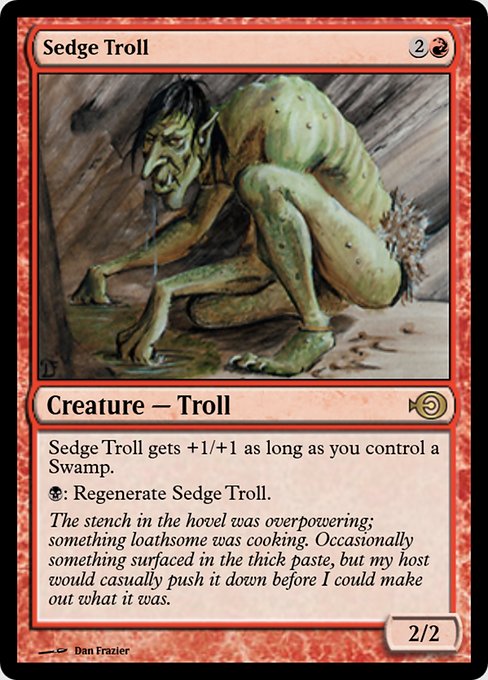 Sedge Troll 2
Creature — Troll
Sedge Troll gets +1/+1 as long as you control a
Swamp.
: Regenerate Sedge Troll.
The stench in the hovel was overpowering;
something loathsome was cooking. Occasionally
something surfaced in the thick paste, but my host
would casually push it down before I could make
out what it was.
2/2
Dan Frazier